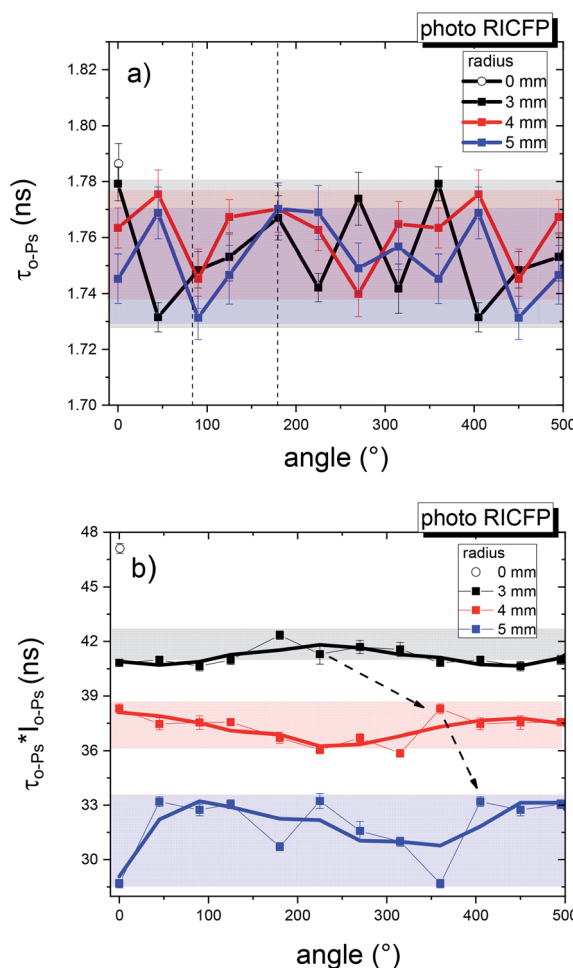 photo RICFP
a)
radius
0 mm
3 mm
4 mm
5 mm
1.82
1.80
1.78
1.76
1.74
1.72
1.70
τo-Ps (ns)
0 100 200 300 400 500
angle (°)
photo RICFP
b)
radius
0 mm
3 mm
4 mm
5 mm
48
45
42
39
36
33
30
τo-Ps*Io-Ps
(ns)
0 100 200 300 400 500
angle (°)